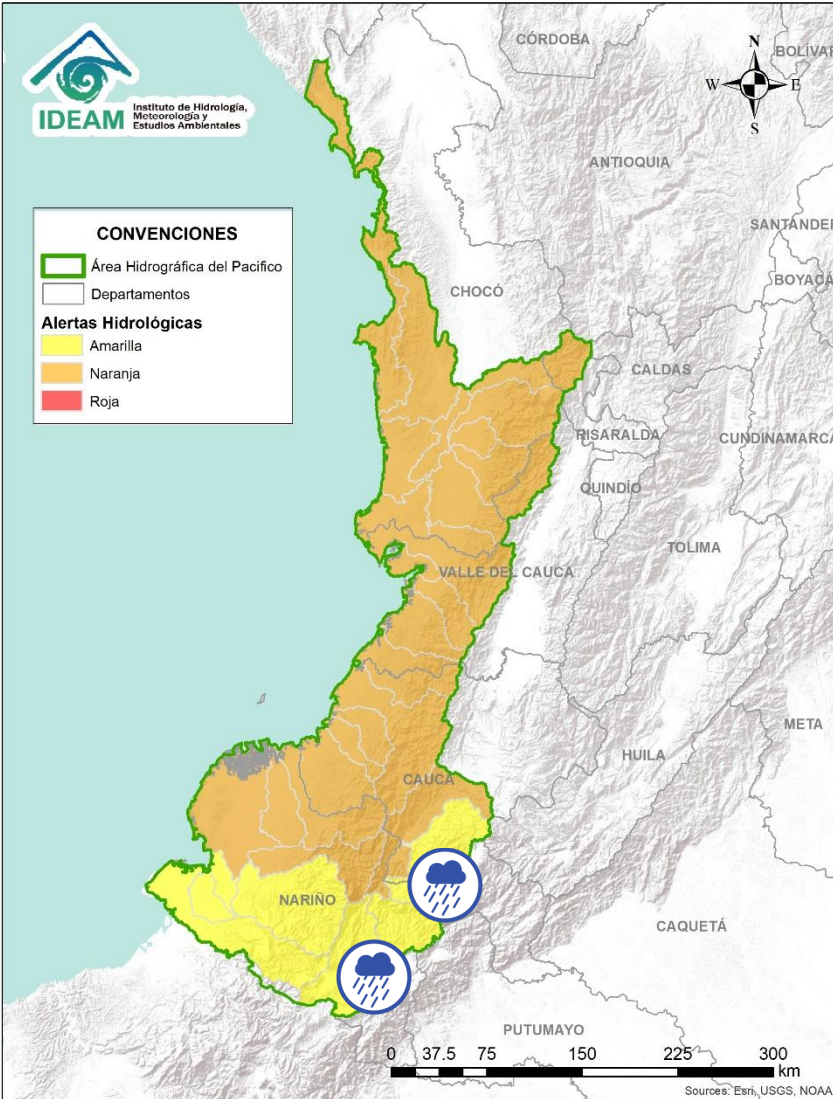 IDEAM
Instituto de Hidrología,
Meteorología y
Estudios Ambientales
N
W
E
S
CÓRDOBA
BOLÍVAR
ANTIOQUIA
SANTANDER
BOYACÁ
CONVENCIONES
Área Hidrográfica del Pacifico
Departamentos
Alertas Hidrológicas
Amarilla
Naranja
Roja
CHOCÓ
CALDAS
RISARALDA
CUNDINAMARCA
QUINDÍO
TOLIMA
VALLE DEL CAUCA
META
HUILA
CAUCA
NARIÑO
CAQUETÁ
PUTUMAYO
0 37.5 75 150 225 300
km
Sources: Esri, USGS, NOAA